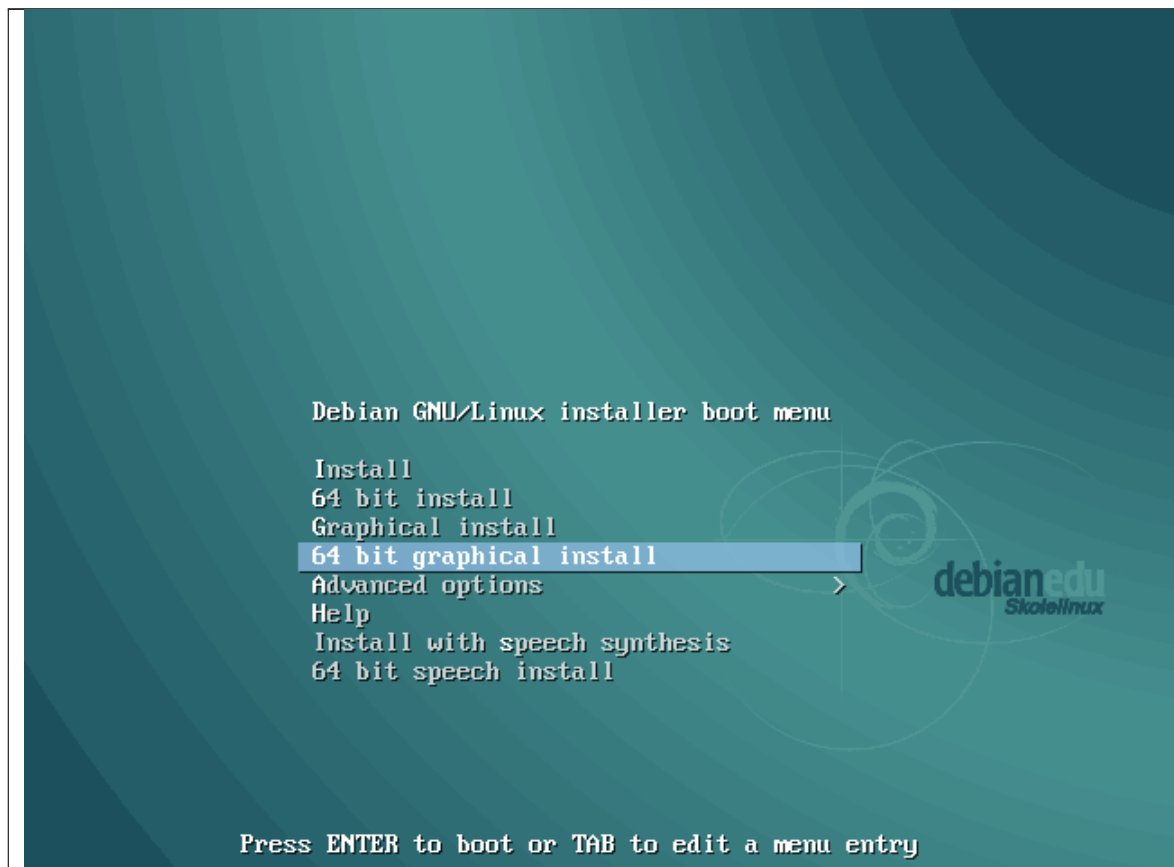 Debian GNU/Linux installer boot menu
Install
64 bit install
Graphical install
64 bit graphical install
Advanced options >
Help
Install with speech synthesis
64 bit speech install
debianedu
Skolelinux
Press ENTER to boot or TAB to edit a menu entry